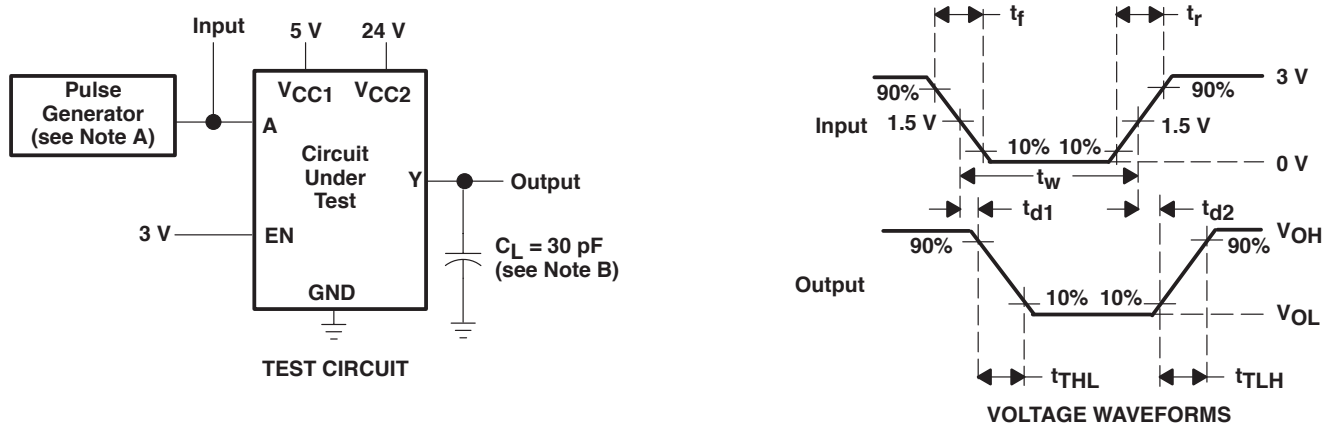 Input
5 V
24 V
Pulse
Generator
(see Note A)
VCC1
VCC2
A
Circuit
Under
Test
Y
Output
3 V
EN
CL = 30 pF
(see Note B)
GND
TEST CIRCUIT
tf
tr
3 V
90%
90%
Input
1.5 V
1.5 V
10%
10%
0 V
tw
td1
td2
VOH
90%
90%
Output
10%
10%
VOL
tTHL
tTLH
VOLTAGE WAVEFORMS